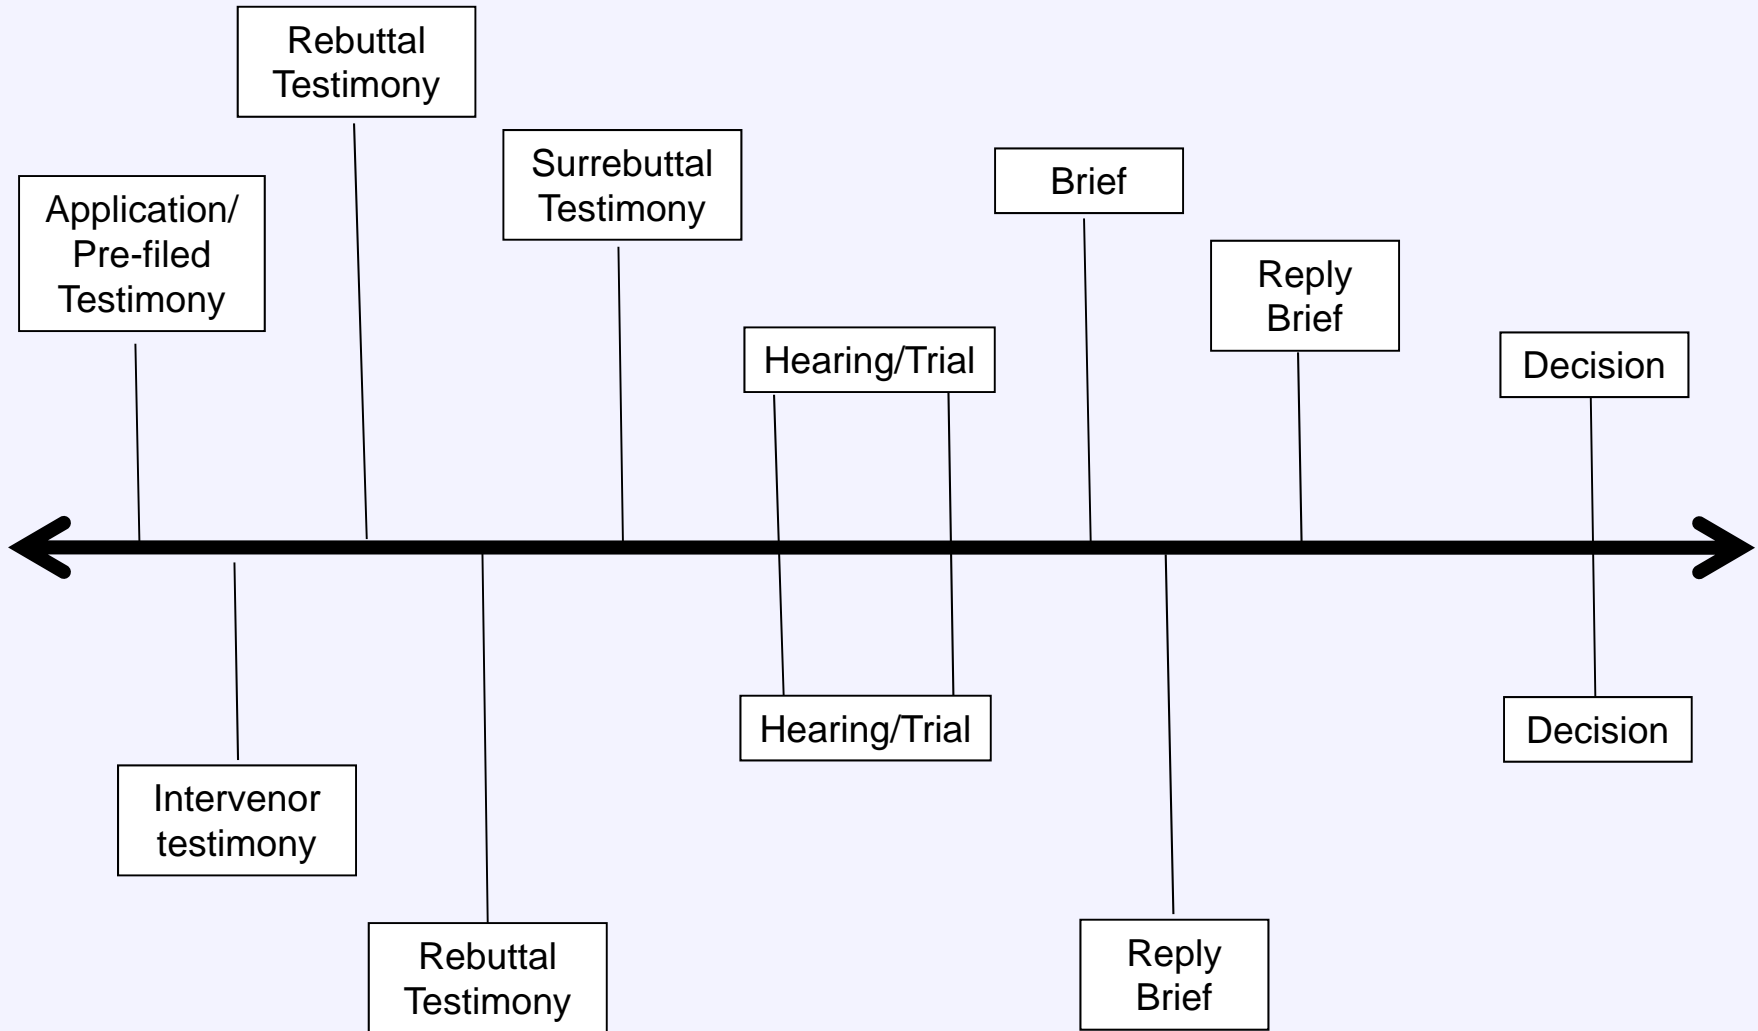 Rebuttal
Testimony
Surrebuttal
Testimony
Brief
Application/
Pre-filed
Testimony
Reply
Brief
Hearing/Trial
Decision
Hearing/Trial
Decision
Intervenor
testimony
Rebuttal
Testimony
Reply
Brief